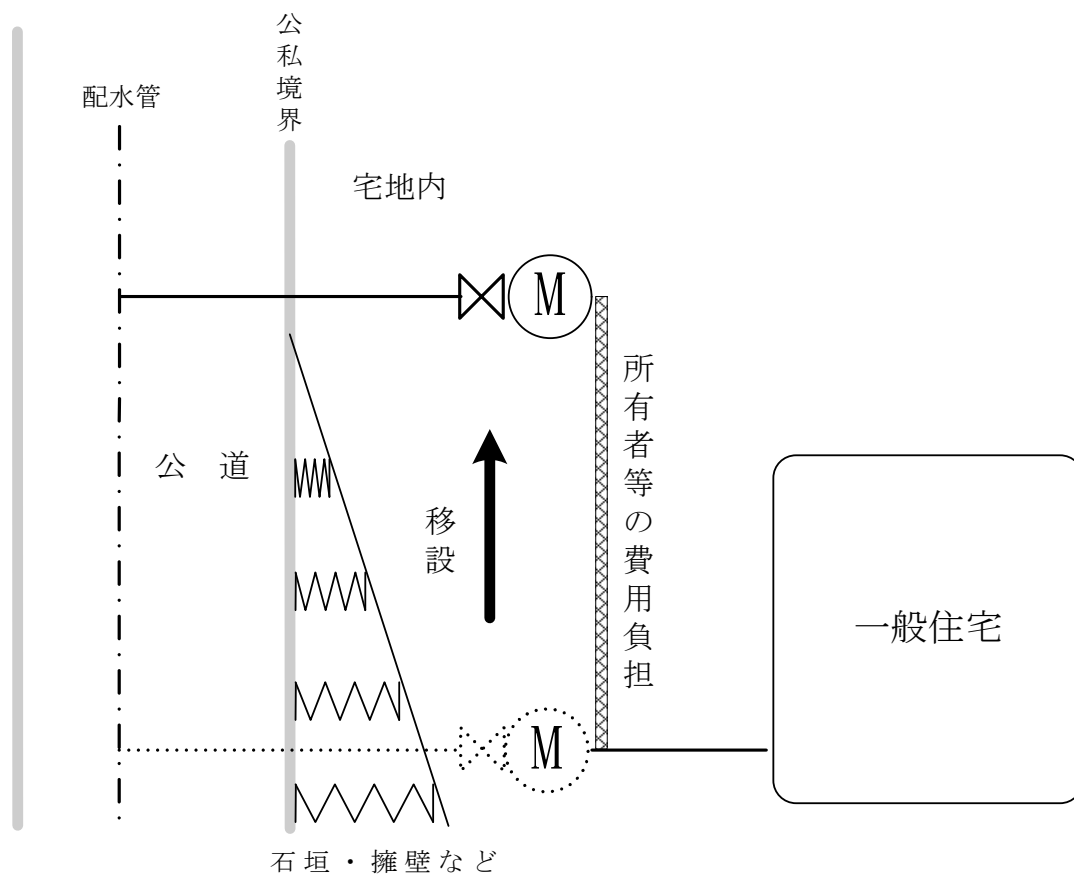 公私境界
配水管
宅地内
M
所有者等の費用負担
公　道
移設
一般住宅
M
石垣・擁壁など